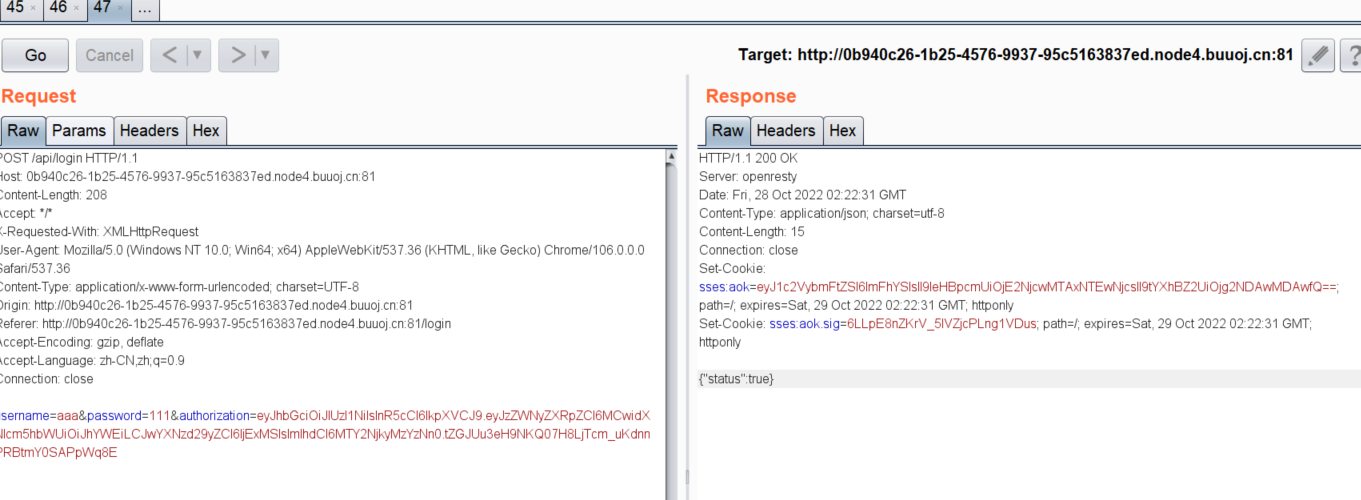 45 × 46 × 47 × ...
Go Cancel < ▼ > ▼ Target: http://0b940c26-1b25-4576-9937-95c5163837ed.node4.buuoj.cn:81 ?
Request
Raw Params Headers Hex
POST /api/login HTTP/1.1
Host: 0b940c26-1b25-4576-9937-95c5163837ed.node4.buuoj.cn:81
Content-Length: 208
Accept: */*
X-Requested-With: XMLHttpRequest
User-Agent: Mozilla/5.0 (Windows NT 10.0; Win64; x64) AppleWebKit/537.36 (KHTML, like Gecko) Chrome/106.0.0.0
Safari/537.36
Content-Type: application/x-www-form-urlencoded; charset=UTF-8
Origin: http://0b940c26-1b25-4576-9937-95c5163837ed.node4.buuoj.cn:81
Referer: http://0b940c26-1b25-4576-9937-95c5163837ed.node4.buuoj.cn:81/login
Accept-Encoding: gzip, deflate
Accept-Language: zh-CN,zh;q=0.9
Connection: close
username=aaa&password=111&authorization=eyJhbGciOiJIUzI1NiIsInR5cCI6IkpXVCJ9.eyJzZWNyZXRpZCI6MCwidX
Nlcm5hbWUiOiJhYWEiLCJwYXNzd29yZCI6IjExMSIsImlhdCI6MTY2NjkyMzYzNn0.tZGJUu3eH9NKQ07H8LjTcm_uKdnn
PRBtmY0SAPpWq8E
Response
Raw Headers Hex
HTTP/1.1 200 OK
Server: openresty
Date: Fri, 28 Oct 2022 02:22:31 GMT
Content-Type: application/json; charset=utf-8
Content-Length: 15
Connection: close
Set-Cookie:
sses:aok=eyJ1c2VybmFtZSI6ImFhYSIsIl9leHBpcmUiOjE2NjcwMTAxNTEwNjcsIl9tYXhBZ2UiOjg2NDAwMDAwfQ==;
path=/; expires=Sat, 29 Oct 2022 02:22:31 GMT; httponly
Set-Cookie: sses:aok.sig=6LLpE8nZKrV_5IVZjcPLng1VDus; path=/; expires=Sat, 29 Oct 2022 02:22:31 GMT;
httponly
{"status":true}